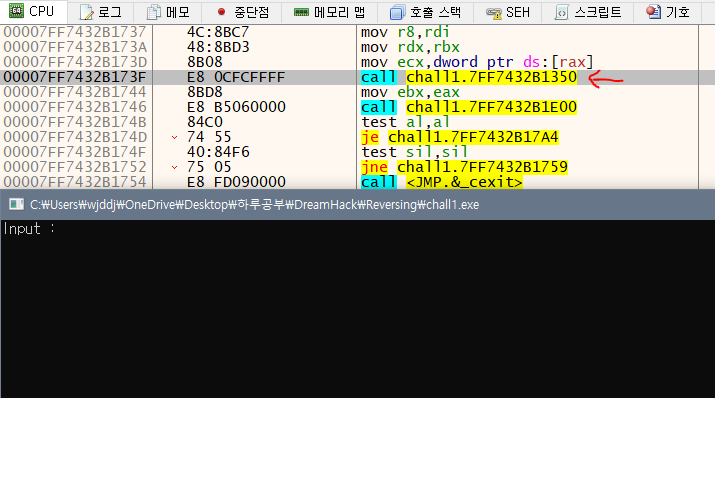 CPU 로그 메모 중단점 메모리 맵 호출 스택 SEH 스크립트 기호
00007FF7432B1737 4C:8BC7 mov r8,rdi
00007FF7432B173A 48:8BD3 mov rdx,rbx
00007FF7432B173D 8B08 mov ecx,dword ptr ds:[rax]
00007FF7432B173F E8 0CFCFFFF call chall1.7FF7432B1350
00007FF7432B1744 8BD8 mov ebx,eax
00007FF7432B1746 E8 B5060000 call chall1.7FF7432B1E00
00007FF7432B174B 84C0 test al,al
00007FF7432B174D 74 55 je chall1.7FF7432B17A4
00007FF7432B174F 40:84F6 test sil,sil
00007FF7432B1752 75 05 jne chall1.7FF7432B1759
00007FF7432B1754 E8 FD090000 call <JMP.&_cexit>
C:₩Users₩wjddj₩OneDrive₩Desktop₩하루공부₩DreamHack₩Reversing₩chall1.exe
Input :